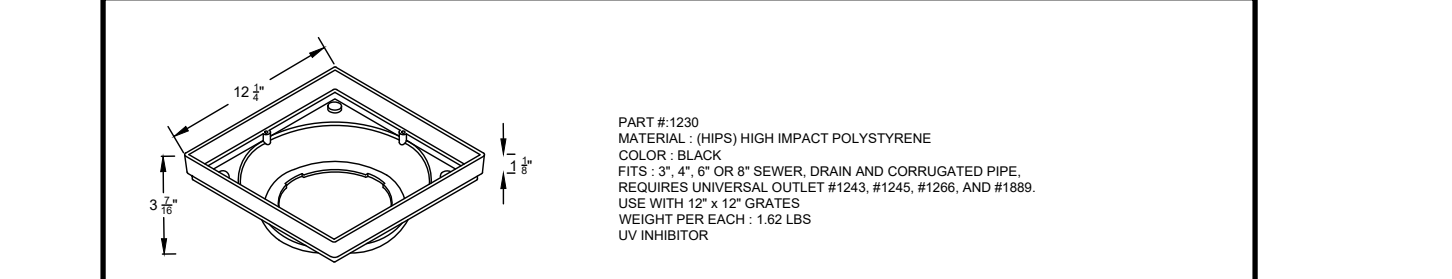 12 1/4"
1 1/8"
3 7/16"
PART #:1230
MATERIAL : (HIPS) HIGH IMPACT POLYSTYRENE
COLOR : BLACK
FITS : 3", 4", 6" OR 8" SEWER, DRAIN AND CORRUGATED PIPE,
REQUIRES UNIVERSAL OUTLET #1243, #1245, #1266, AND #1889.
USE WITH 12" x 12" GRATES
WEIGHT PER EACH : 1.62 LBS
UV INHIBITOR